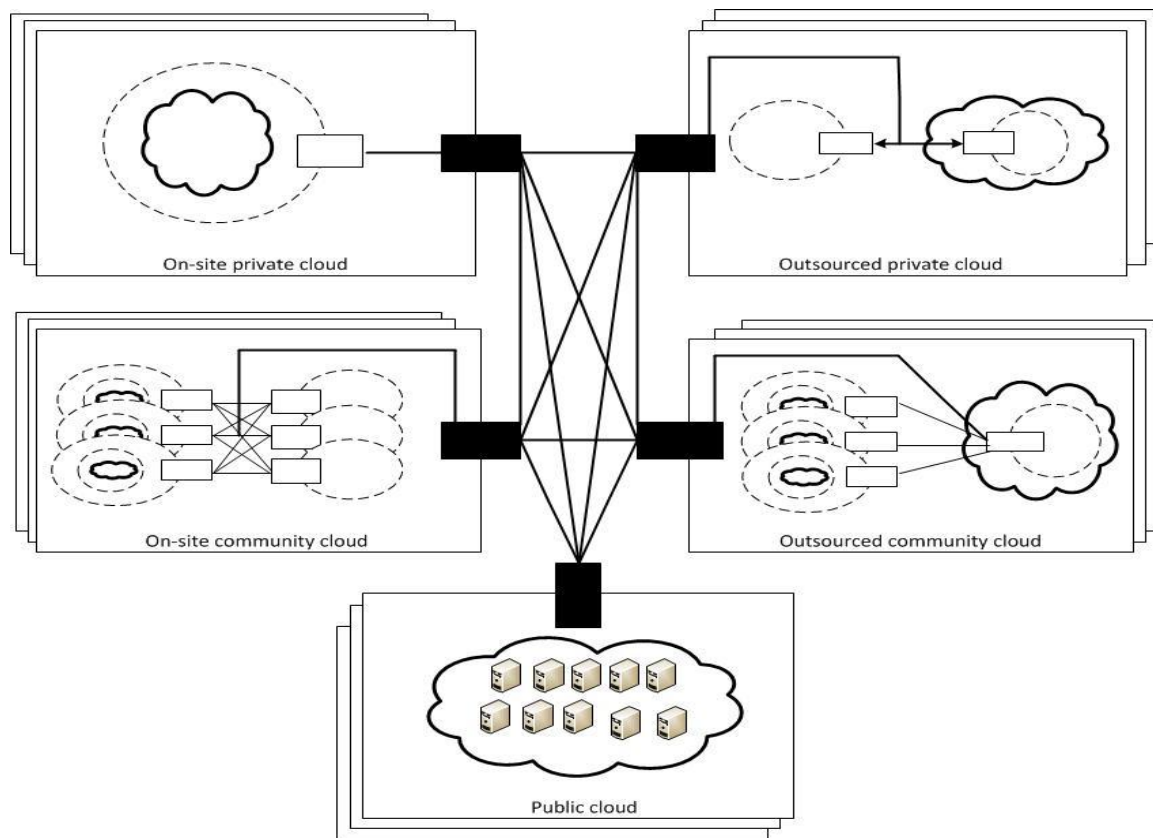 On-site private cloud
Outsourced private cloud
On-site community cloud
Outsourced community cloud
Public cloud